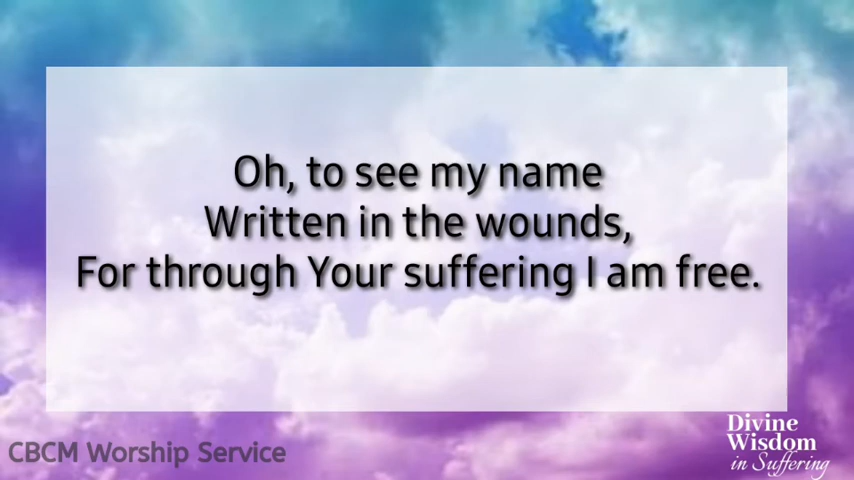 Oh, to see my name
Written in the wounds,
For through Your suffering I am free.
CBCM Worship Service
Divine
Wisdom
in Suffering